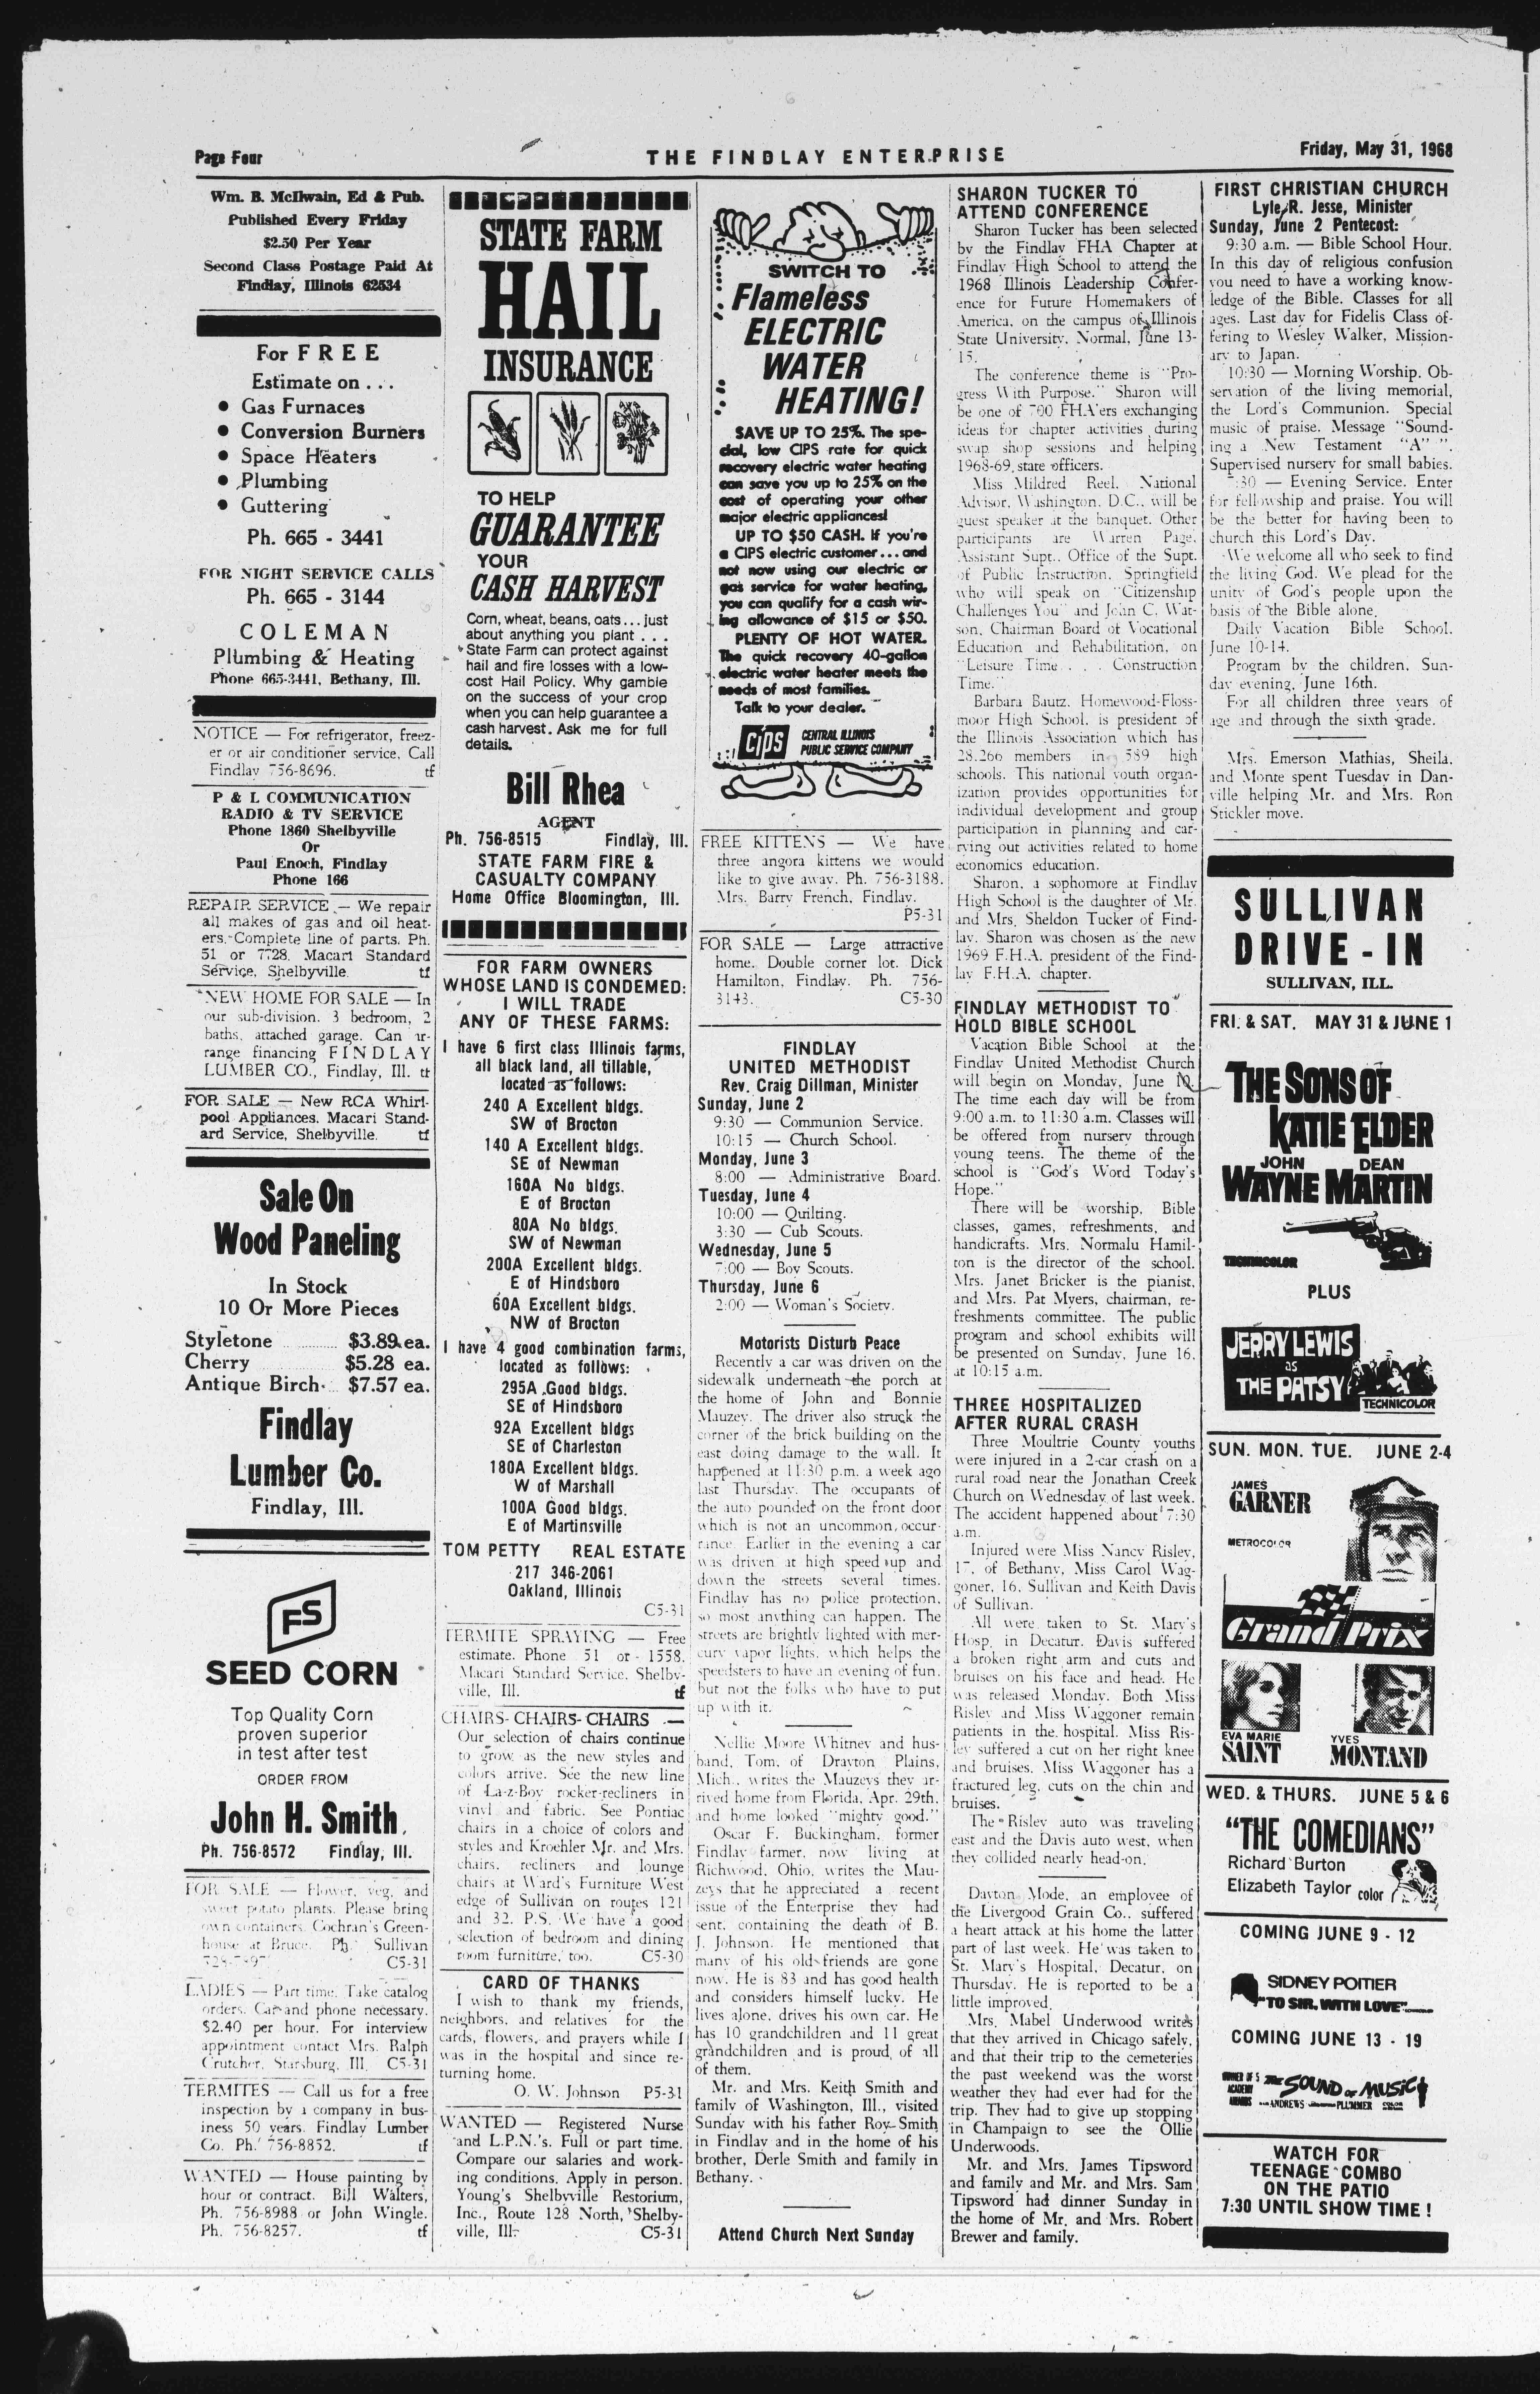 Page Four
THE FINDLAY ENTERPRISE
Friday, May 31, 1968
Wm. B. McIlwain, Ed & Pub.
Published Every Friday
$2.50 Per Year
Second Class Postage Paid At
Findlay, Illinois 62534
For FREE
Estimate on . . .
• Gas Furnaces
• Conversion Burners
• Space Heaters
• Plumbing
• Guttering
Ph. 665 - 3441
FOR NIGHT SERVICE CALLS
Ph. 665 - 3144
COLEMAN
Plumbing & Heating
Phone 665-3441, Bethany, Ill.
NOTICE — For refrigerator, freez-
er or air conditioner service, Call
Findlay 756-8696. tf
P & L COMMUNICATION
RADIO & TV SERVICE
Phone 1860 Shelbyville
Or
Paul Enoch, Findlay
Phone 166
REPAIR SERVICE — We repair
all makes of gas and oil heat-
ers. Complete line of parts. Ph.
51 or 7728. Macari Standard
Service, Shelbyville. tf
NEW HOME FOR SALE — In
our sub-division. 3 bedroom, 2
baths, attached garage. Can ar-
range financing FINDLAY
LUMBER CO., Findlay, Ill. tf
FOR SALE — New RCA Whirl-
pool Appliances. Macari Stand-
ard Service, Shelbyville. tf
Sale On
Wood Paneling
In Stock
10 Or More Pieces
Styletone ........... $3.89 ea.
Cherry ........... $5.28 ea.
Antique Birch ... $7.57 ea.
Findlay
Lumber Co.
Findlay, Ill.
FS
SEED CORN
Top Quality Corn
proven superior
in test after test
ORDER FROM
John H. Smith
Ph. 756-8572 Findlay, Ill.
FOR SALE — Flower, veg. and
sweet potato plants. Please bring
own containers. Cochran's Green-
house at Bruce. Ph. Sullivan
C5-31
LADIES — Part time. Take catalog
orders. Car and phone necessary.
$2.40 per hour. For interview
appointment contact Mrs. Ralph
Crutcher, Starsburg, Ill. C5-31
TERMITES — Call us for a free
inspection by a company in bus-
iness 50 years. Findlay Lumber
Co. Ph. 756-8852. tf
WANTED — House painting by
hour or contract. Bill Walters,
Ph. 756-8988 or John Wingle.
Ph. 756-8257. tf
STATE FARM
HAIL
INSURANCE
TO HELP
GUARANTEE
YOUR
CASH HARVEST
Corn, wheat, beans, oats . . . just
about anything you plant . . .
State Farm can protect against
hail and fire losses with a low-
cost Hail Policy. Why gamble
on the success of your crop
when you can help guarantee a
cash harvest. Ask me for full
details.
Bill Rhea
AGENT
Ph. 756-8515 Findlay, Ill.
STATE FARM FIRE &
CASUALTY COMPANY
Home Office Bloomington, Ill.
FOR FARM OWNERS
WHOSE LAND IS CONDEMED:
I WILL TRADE
ANY OF THESE FARMS:
I have 6 first class Illinois farms,
all black land, all tillable,
located as follows:
240 A Excellent bldgs.
SW of Brocton
140 A Excellent bldgs.
SE of Newman
160A No bldgs.
E of Brocton
80A No bldgs.
SW of Newman
200A Excellent bldgs.
E of Hindsboro
60A Excellent bldgs.
NW of Brocton
I have 4 good combination farms,
located as follows:
295A Good bldgs.
SE of Hindsboro
92A Excellent bldgs
SE of Charleston
180A Excellent bldgs.
W of Marshall
100A Good bldgs.
E of Martinsville
TOM PETTY REAL ESTATE
217 346-2061
Oakland, Illinois
C5-31
TERMITE SPRAYING — Free
estimate. Phone 51 or 1558.
Macari Standard Service. Shelby-
ville, Ill. tf
CHAIRS- CHAIRS- CHAIRS —
Our selection of chairs continue
to grow as the new styles and
colors arrive. See the new line
of La-z-Boy rocker-recliners in
vinyl and fabric. See Pontiac
chairs in a choice of colors and
styles and Kroehler Mr. and Mrs.
chairs, recliners and lounge
chairs at Ward's Furniture West
edge of Sullivan on routes 121
and 32. P.S. We have a good
selection of bedroom and dining
room furniture, too. C5-30
CARD OF THANKS
I wish to thank my friends,
neighbors, and relatives for the
cards, flowers, and prayers while I
was in the hospital and since re-
turning home.
O. W. Johnson P5-31
WANTED — Registered Nurse
and L.P.N.'s. Full or part time.
Compare our salaries and work-
ing conditions. Apply in person.
Young's Shelbyville Restorium,
Inc., Route 128 North, Shelby-
ville, Ill. C5-31
SWITCH TO
Flameless
ELECTRIC
WATER
HEATING!
SAVE UP TO 25%. The spe-
cial, low CIPS rate for quick
recovery electric water heating
can save you up to 25% on the
cost of operating your other
major electric appliances!
UP TO $50 CASH. If you're
a CIPS electric customer . . . and
not now using our electric or
gas service for water heating,
you can qualify for a cash wir-
ing allowance of $15 or $50.
PLENTY OF HOT WATER.
The quick recovery 40-gallon
electric water heater meets the
needs of most families.
Talk to your dealer.
CIPS CENTRAL ILLINOIS
PUBLIC SERVICE COMPANY
FREE KITTENS — We have
three angora kittens we would
like to give away. Ph. 756-3188.
Mrs. Barry French, Findlay.
P5-31
FOR SALE — Large attractive
home. Double corner lot. Dick
Hamilton, Findlay. Ph. 756-
3143. C5-30
FINDLAY
UNITED METHODIST
Rev. Craig Dillman, Minister
Sunday, June 2
9:30 — Communion Service.
10:15 — Church School.
Monday, June 3
8:00 — Administrative Board.
Tuesday, June 4
10:00 — Quilting.
3:30 — Cub Scouts.
Wednesday, June 5
7:00 — Boy Scouts.
Thursday, June 6
2:00 — Woman's Society.
Motorists Disturb Peace
Recently a car was driven on the
sidewalk underneath the porch at
the home of John and Bonnie
Mauzey. The driver also struck the
corner of the brick building on the
east doing damage to the wall. It
happened at 11:30 p.m. a week ago
last Thursday. The occupants of
the auto pounded on the front door
which is not an uncommon occur-
rance. Earlier in the evening a car
was driven at high speed up and
down the streets several times.
Findlay has no police protection,
so most anything can happen. The
streets are brightly lighted with mer-
cury vapor lights, which helps the
speedsters to have an evening of fun,
but not the folks who have to put
up with it.
Nellie Moore Whitney and hus-
band, Tom, of Drayton Plains,
Mich., writes the Mauzeys they ar-
rived home from Florida, Apr. 29th,
and home looked "mighty good."
Oscar F. Buckingham, former
Findlay farmer, now living at
Richwood, Ohio, writes the Mau-
zeys that he appreciated a recent
issue of the Enterprise they had
sent, containing the death of B.
J. Johnson. He mentioned that
many of his old friends are gone
now. He is 83 and has good health
and considers himself lucky. He
lives alone, drives his own car. He
has 10 grandchildren and 11 great
grandchildren and is proud of all
of them.
Mr. and Mrs. Keith Smith and
family of Washington, Ill., visited
Sunday with his father Roy Smith
in Findlay and in the home of his
brother, Derle Smith and family in
Bethany.
Attend Church Next Sunday
SHARON TUCKER TO
ATTEND CONFERENCE
Sharon Tucker has been selected
by the Findlay FHA Chapter at
Findlay High School to attend the
1968 Illinois Leadership Confer-
ence for Future Homemakers of
America, on the campus of Illinois
State University, Normal, June 13-
15.
The conference theme is "Pro-
gress With Purpose." Sharon will
be one of 700 FHA'ers exchanging
ideas for chapter activities during
swap shop sessions and helping
1968-69 state officers.
Miss Mildred Reel, National
Advisor, Washington, D.C., will be
guest speaker at the banquet. Other
participants are Warren Page,
Assistant Supt., Office of the Supt.
of Public Instruction, Springfield
who will speak on "Citizenship
Challenges You" and John C. Wat-
son, Chairman Board of Vocational
Education and Rehabilitation, on
"Leisure Time . . . Construction
Time."
Barbara Bautz, Homewood-Floss-
moor High School, is president of
the Illinois Association which has
28,266 members in 589 high
schools. This national youth organ-
ization provides opportunities for
individual development and group
participation in planning and car-
rying out activities related to home
economics education.
Sharon, a sophomore at Findlay
High School is the daughter of Mr.
and Mrs. Sheldon Tucker of Find-
lay. Sharon was chosen as the new
1969 F.H.A. president of the Find-
lay F.H.A. chapter.
FINDLAY METHODIST TO
HOLD BIBLE SCHOOL
Vacation Bible School at the
Findlay United Methodist Church
will begin on Monday, June 10.
The time each day will be from
9:00 a.m. to 11:30 a.m. Classes will
be offered from nursery through
young teens. The theme of the
school is "God's Word Today's
Hope."
There will be worship, Bible
classes, games, refreshments, and
handicrafts. Mrs. Normalu Hamil-
ton is the director of the school.
Mrs. Janet Bricker is the pianist,
and Mrs. Pat Myers, chairman, re-
freshments committee. The public
program and school exhibits will
be presented on Sunday, June 16,
at 10:15 a.m.
THREE HOSPITALIZED
AFTER RURAL CRASH
Three Moultrie County youths
were injured in a 2-car crash on a
rural road near the Jonathan Creek
Church on Wednesday of last week.
The accident happened about 7:30
a.m.
Injured were Miss Nancy Risley,
17, of Bethany, Miss Carol Wag-
goner, 16, Sullivan and Keith Davis
of Sullivan.
All were taken to St. Mary's
Hosp. in Decatur. Davis suffered
a broken right arm and cuts and
bruises on his face and head. He
was released Monday. Both Miss
Risley and Miss Waggoner remain
patients in the hospital. Miss Ris-
ley suffered a cut on her right knee
and bruises. Miss Waggoner has a
fractured leg, cuts on the chin and
bruises.
The Risley auto was traveling
east and the Davis auto west, when
they collided nearly head-on.
Dayton Mode, an employee of
the Livergood Grain Co., suffered
a heart attack at his home the latter
part of last week. He was taken to
St. Mary's Hospital, Decatur, on
Thursday. He is reported to be a
little improved.
Mrs. Mabel Underwood writes
that they arrived in Chicago safely,
and that their trip to the cemeteries
the past weekend was the worst
weather they had ever had for the
trip. They had to give up stopping
in Champaign to see the Ollie
Underwoods.
Mr. and Mrs. James Tipsword
and family and Mr. and Mrs. Sam
Tipsword had dinner Sunday in
the home of Mr. and Mrs. Robert
Brewer and family.
FIRST CHRISTIAN CHURCH
Lyle R. Jesse, Minister
Sunday, June 2 Pentecost:
9:30 a.m. — Bible School Hour.
In this day of religious confusion
you need to have a working know-
ledge of the Bible. Classes for all
ages. Last day for Fidelis Class of-
fering to Wesley Walker, Mission-
ary to Japan.
10:30 — Morning Worship. Ob-
servation of the living memorial,
the Lord's Communion. Special
music of praise. Message "Sound-
ing a New Testament "A" ".
Supervised nursery for small babies.
7:30 — Evening Service. Enter
for fellowship and praise. You will
be the better for having been to
church this Lord's Day.
We welcome all who seek to find
the living God. We plead for the
unity of God's people upon the
basis of the Bible alone.
Daily Vacation Bible School.
June 10-14.
Program by the children, Sun-
day evening, June 16th.
For all children three years of
age and through the sixth grade.
Mrs. Emerson Mathias, Sheila,
and Monte spent Tuesday in Dan-
ville helping Mr. and Mrs. Ron
Stickler move.
SULLIVAN
DRIVE - IN
SULLIVAN, ILL.
FRI. & SAT. MAY 31 & JUNE 1
THE SONS OF
KATIE ELDER
JOHN DEAN
WAYNE MARTIN
TECHNICOLOR
PLUS
JERRY LEWIS
as
THE PATSY
TECHNICOLOR
SUN. MON. TUE. JUNE 2-4
JAMES
GARNER
METROCOLOR
Grand Prix
EVA MARIE
SAINT
YVES
MONTAND
WED. & THURS. JUNE 5 & 6
"THE COMEDIANS"
Richard Burton
Elizabeth Taylor color
COMING JUNE 9 - 12
SIDNEY POITIER
"TO SIR, WITH LOVE"
COMING JUNE 13 - 19
WINNER OF 5
ACADEMY
AWARDS
THE SOUND OF MUSIC
ANDREWS PLUMMER COLOR
WATCH FOR
TEENAGE COMBO
ON THE PATIO
7:30 UNTIL SHOW TIME !